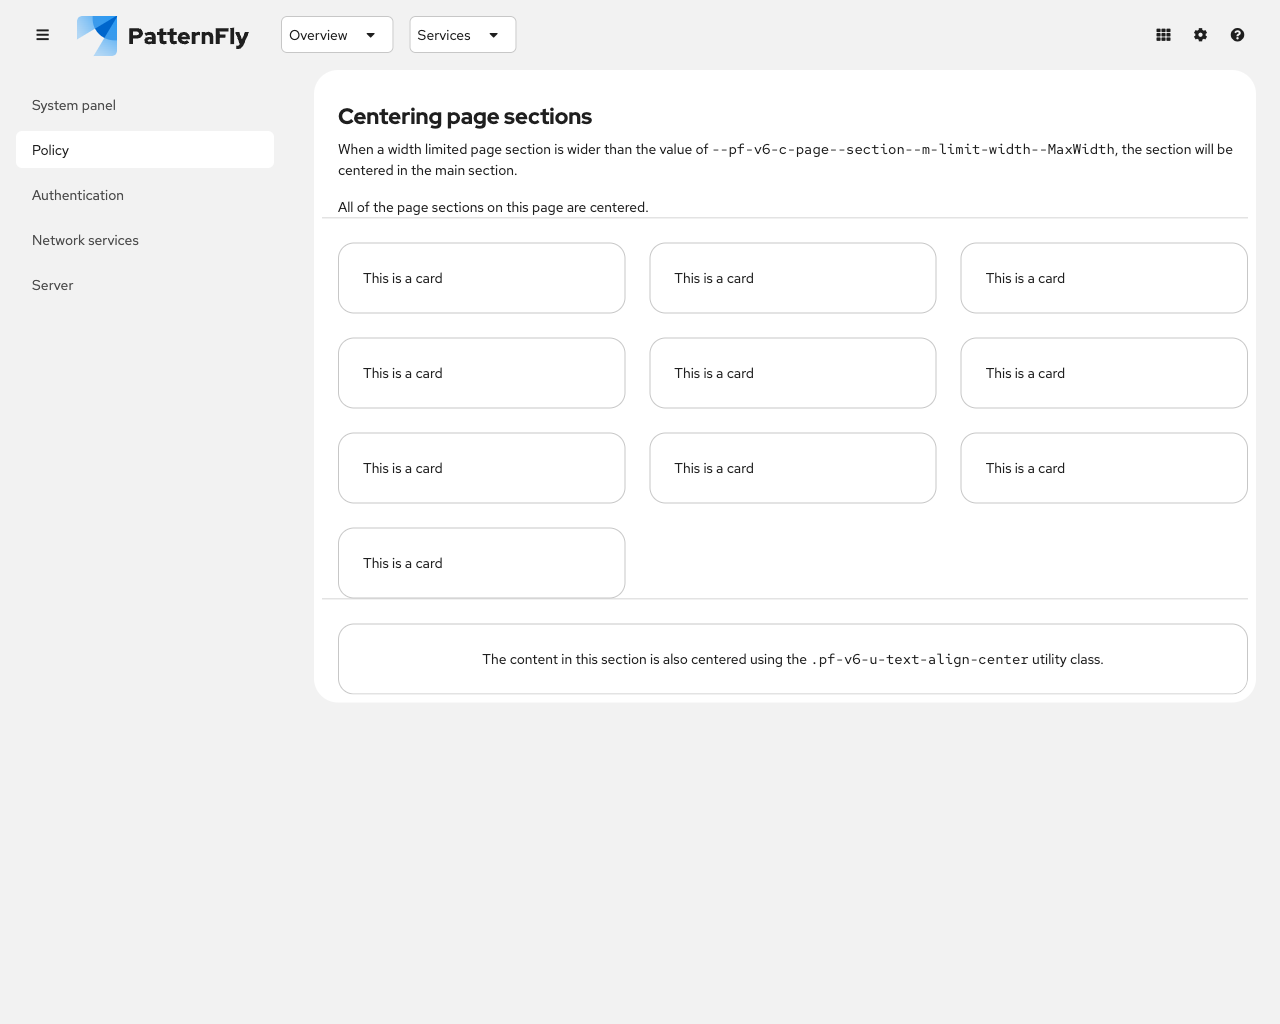 PatternFly
Overview
Services
System panel
Policy
Authentication
Network services
Server
Centering page sections
When a width limited page section is wider than the value of --pf-v6-c-page--section--m-limit-width--MaxWidth, the section will be
centered in the main section.
All of the page sections on this page are centered.
This is a card
This is a card
This is a card
This is a card
This is a card
This is a card
This is a card
This is a card
This is a card
This is a card
The content in this section is also centered using the .pf-v6-u-text-align-center utility class.